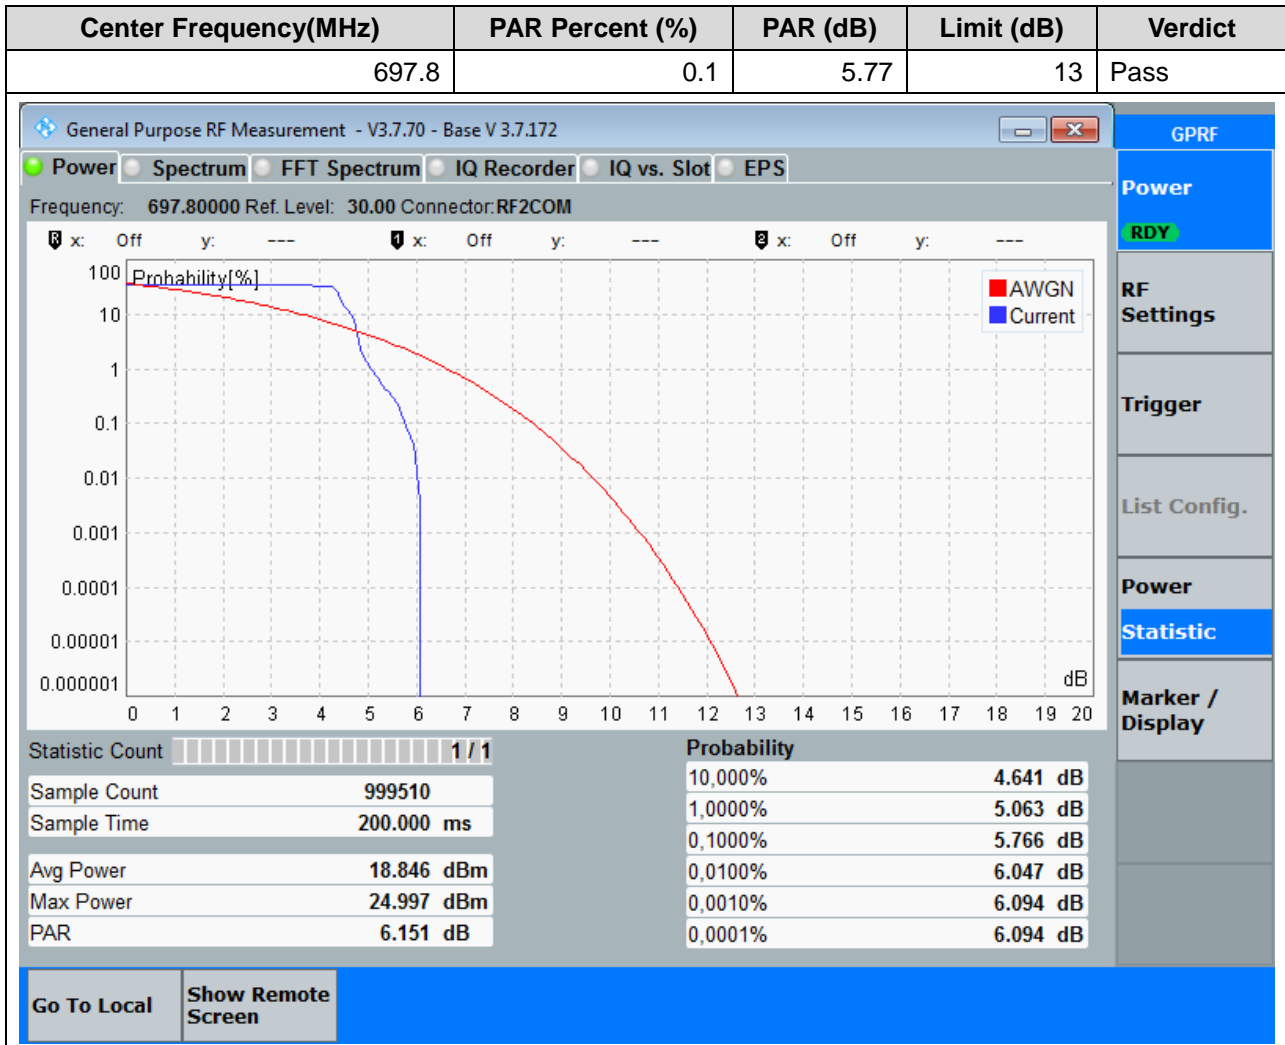 Center Frequency(MHz) PAR Percent (%) PAR (dB) Limit (dB) Verdict
697.8 0.1 5.77 13 Pass
General Purpose RF Measurement - V3.7.70 - Base V 3.7.172
GPRF
Power Spectrum FFT Spectrum IQ Recorder IQ vs. Slot EPS
Frequency: 697.80000 Ref. Level: 30.00 Connector: RF2COM
R x: Off y: --- 1 x: Off y: --- 2 x: Off y: ---
Probability[%]
AWGN
Current
100
10
1
0.1
0.01
0.001
0.0001
0.00001
0.000001
dB
0 1 2 3 4 5 6 7 8 9 10 11 12 13 14 15 16 17 18 19 20
Statistic Count 1 / 1
Sample Count 999510
Sample Time 200.000 ms
Avg Power 18.846 dBm
Max Power 24.997 dBm
PAR 6.151 dB
Probability
10,000% 4.641 dB
1,0000% 5.063 dB
0,1000% 5.766 dB
0,0100% 6.047 dB
0,0010% 6.094 dB
0,0001% 6.094 dB
Power
RDY
RF
Settings
Trigger
List Config.
Power
Statistic
Marker /
Display
Go To Local
Show Remote
Screen